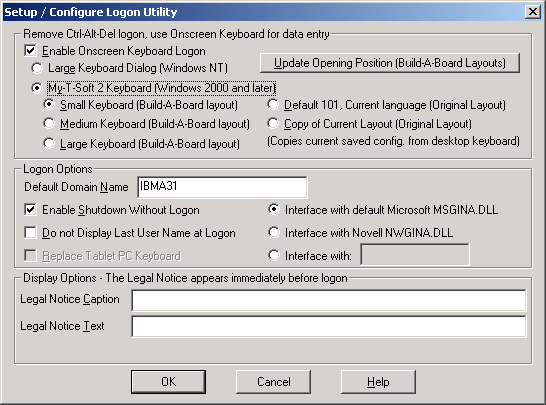 Setup / Configure Logon Utility
Remove Ctrl-Alt-Del logon, use Onscreen Keyboard for data entry
Enable Onscreen Keyboard Logon
Large Keyboard Dialog (Windows NT)
Update Opening Position (Build-A-Board Layouts)
My-T-Soft 2 Keyboard (Windows 2000 and later)
Small Keyboard (Build-A-Board layout)
Default 101, Current language (Original Layout)
Medium Keyboard (Build-A-Board layout)
Copy of Current Layout (Original Layout)
Large Keyboard (Build-A-Board layout)
(Copies current saved config. from desktop keyboard)
Logon Options
Default Domain Name IBMA31
Enable Shutdown Without Logon
Interface with default Microsoft MSGINA.DLL
Do not Display Last User Name at Logon
Interface with Novell NWGINA.DLL
Replace Tablet PC Keyboard
Interface with:
Display Options - The Legal Notice appears immediately before logon
Legal Notice Caption
Legal Notice Text
OK Cancel Help